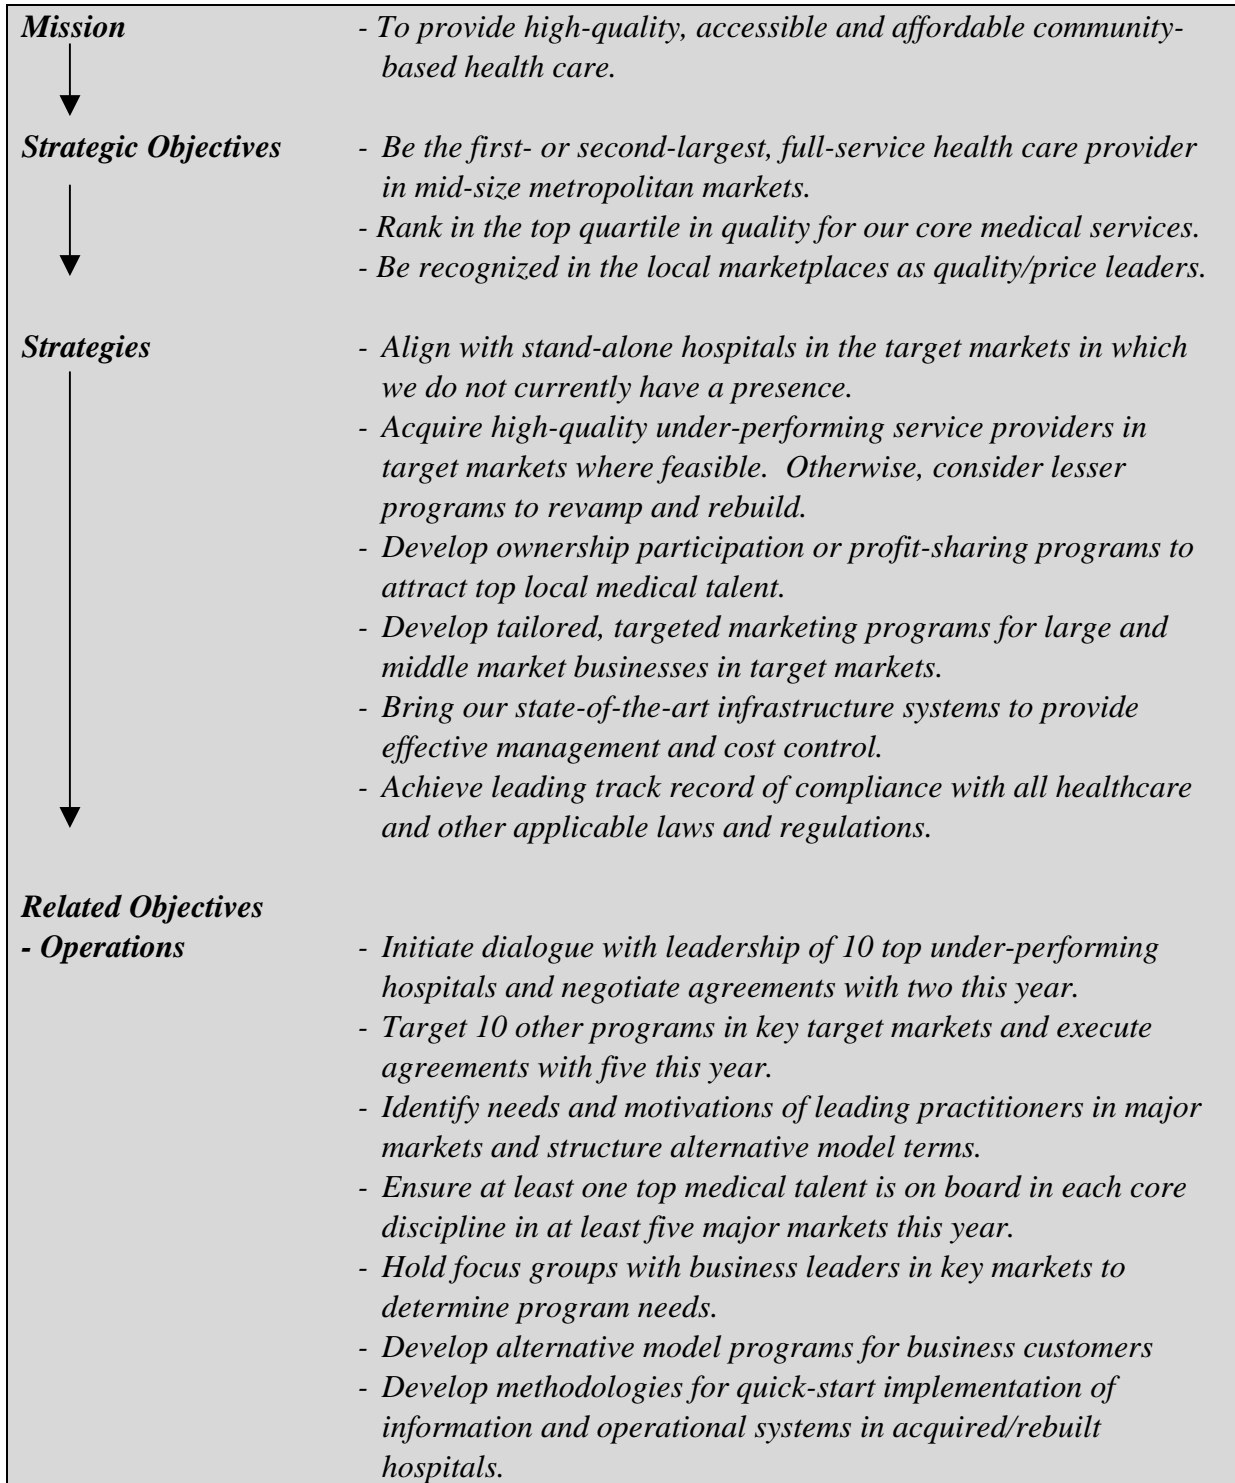 Mission - To provide high-quality, accessible and affordable community-
based health care.
Strategic Objectives - Be the first- or second-largest, full-service health care provider
in mid-size metropolitan markets.
- Rank in the top quartile in quality for our core medical services.
- Be recognized in the local marketplaces as quality/price leaders.
Strategies - Align with stand-alone hospitals in the target markets in which
we do not currently have a presence.
- Acquire high-quality under-performing service providers in
target markets where feasible.  Otherwise, consider lesser
programs to revamp and rebuild.
- Develop ownership participation or profit-sharing programs to
attract top local medical talent.
- Develop tailored, targeted marketing programs for large and
middle market businesses in target markets.
- Bring our state-of-the-art infrastructure systems to provide
effective management and cost control.
- Achieve leading track record of compliance with all healthcare
and other applicable laws and regulations.
Related Objectives
- Operations - Initiate dialogue with leadership of 10 top under-performing
hospitals and negotiate agreements with two this year.
- Target 10 other programs in key target markets and execute
agreements with five this year.
- Identify needs and motivations of leading practitioners in major
markets and structure alternative model terms.
- Ensure at least one top medical talent is on board in each core
discipline in at least five major markets this year.
- Hold focus groups with business leaders in key markets to
determine program needs.
- Develop alternative model programs for business customers
- Develop methodologies for quick-start implementation of
information and operational systems in acquired/rebuilt
hospitals.